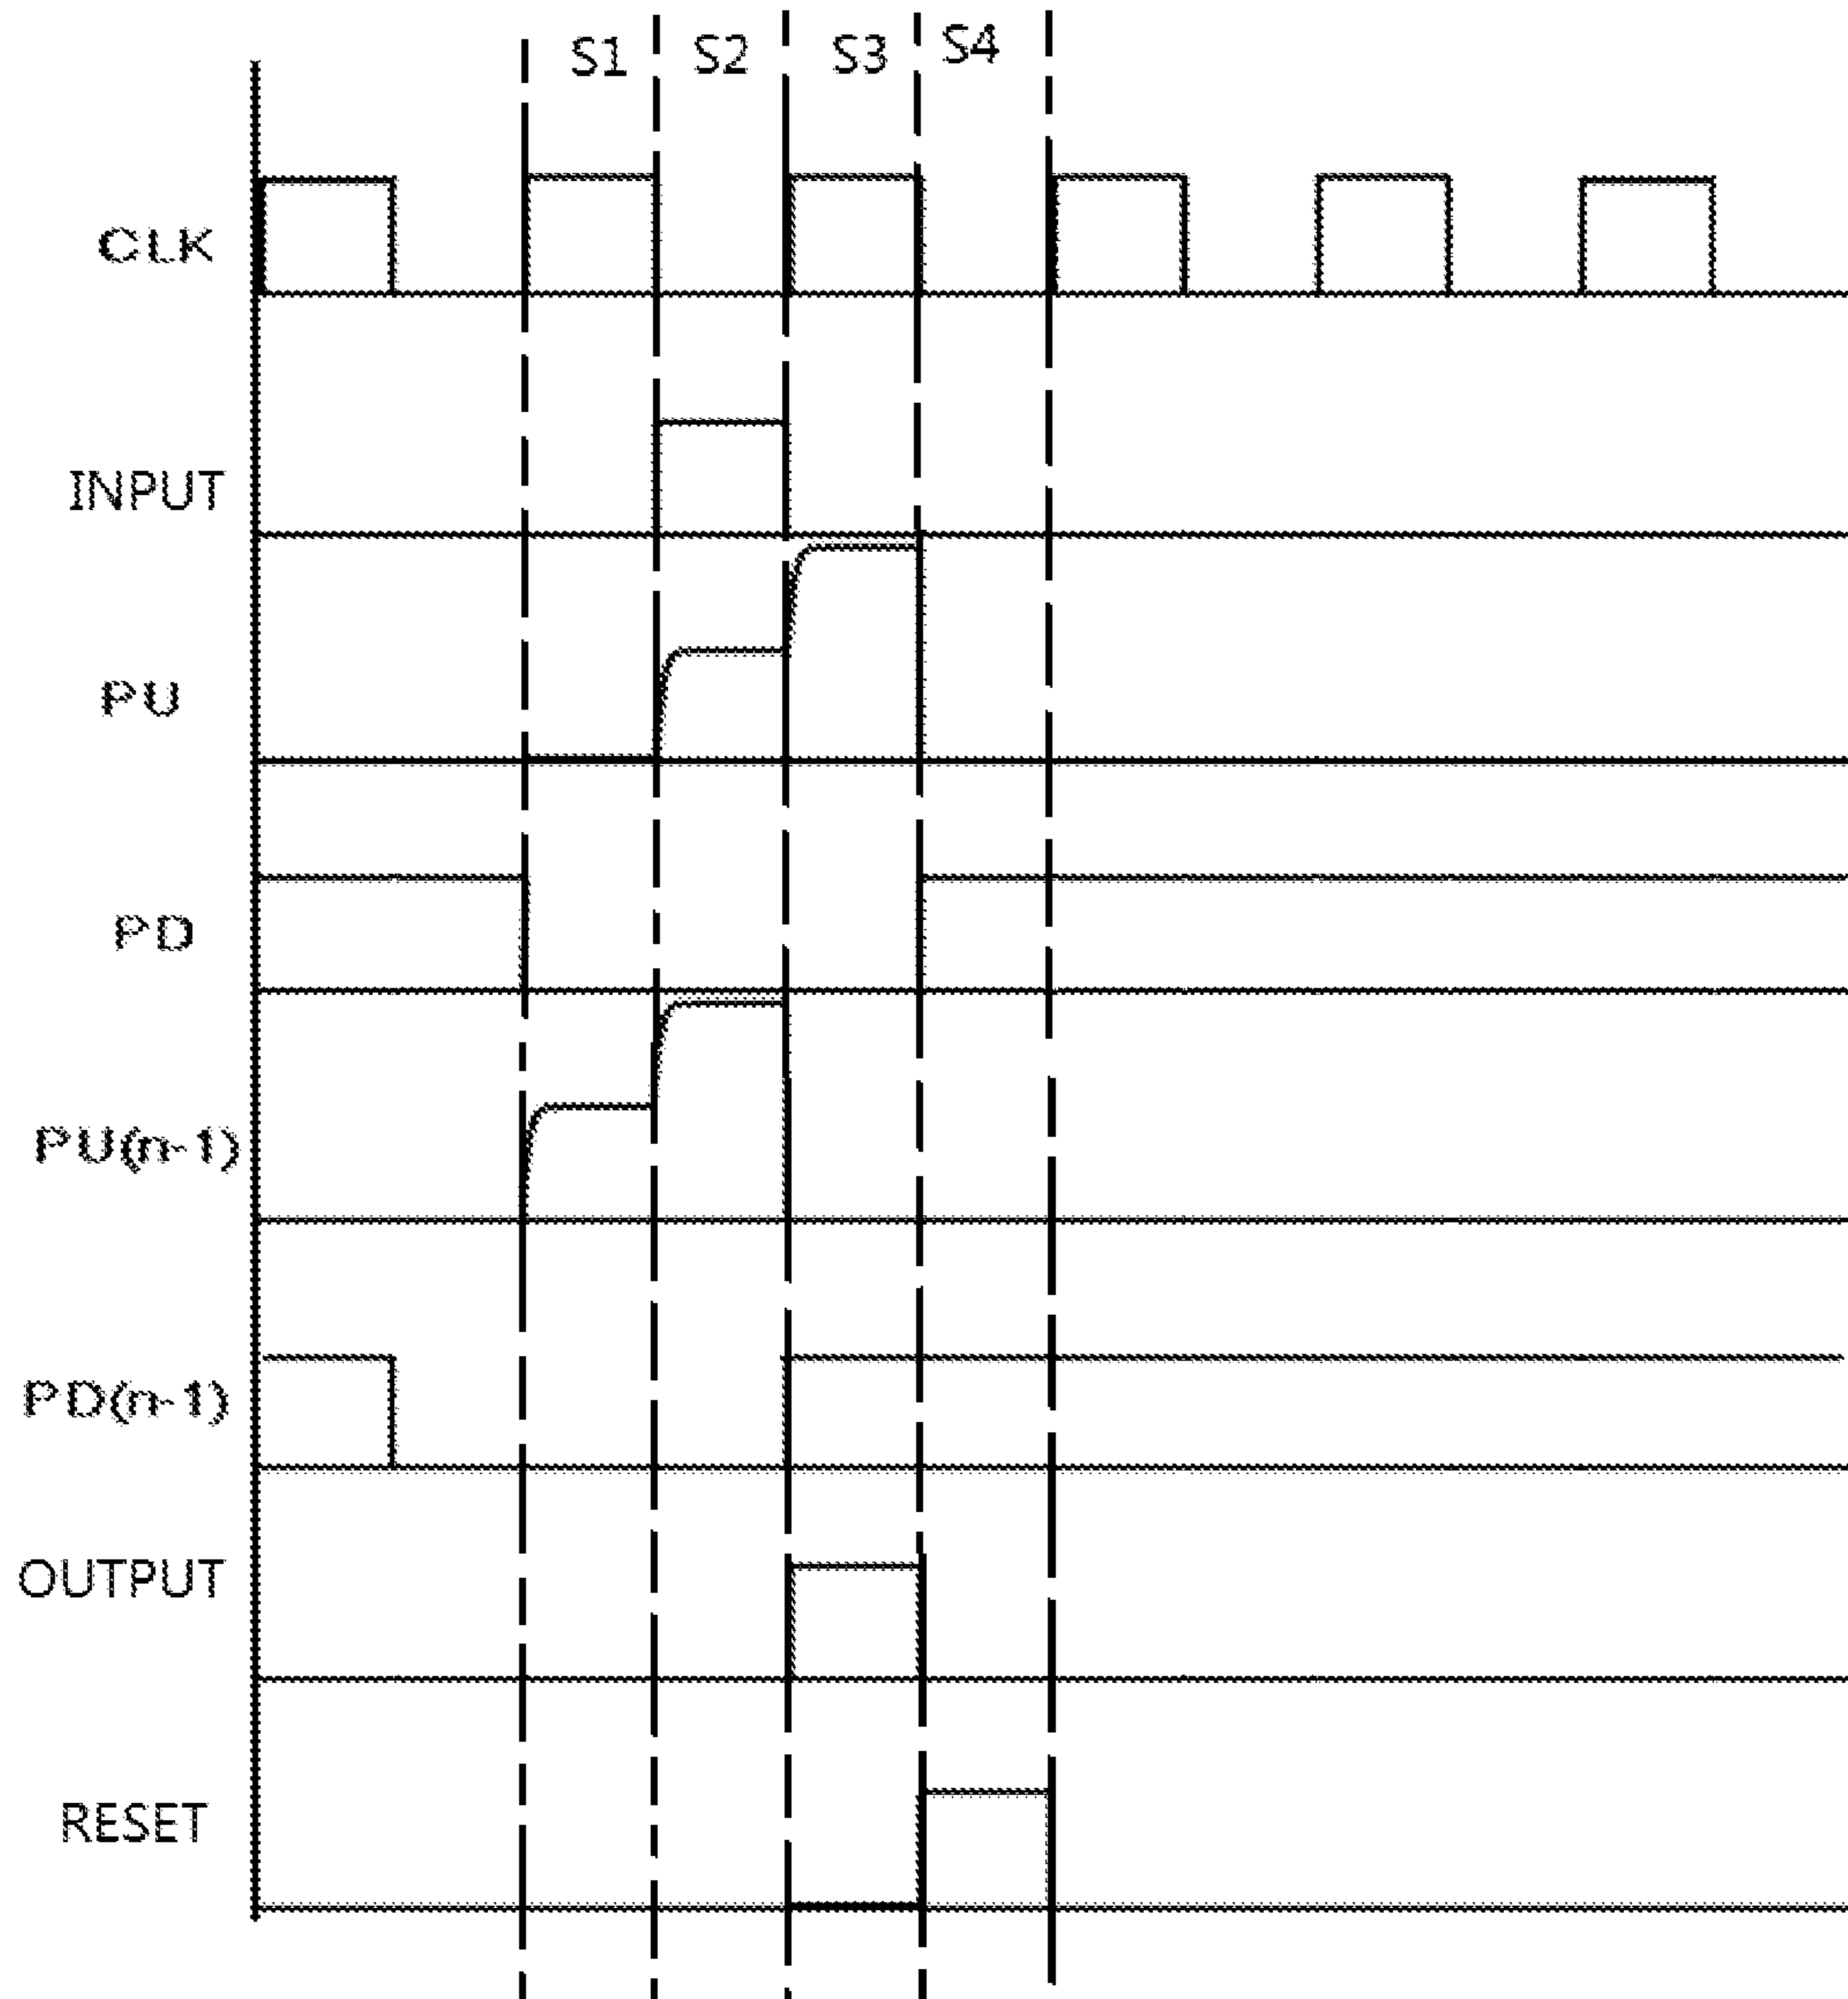 S1 S2 S3 S4
CLK
INPUT
PU
PD
PU(n-1)
PD(n-1)
OUTPUT
RESET